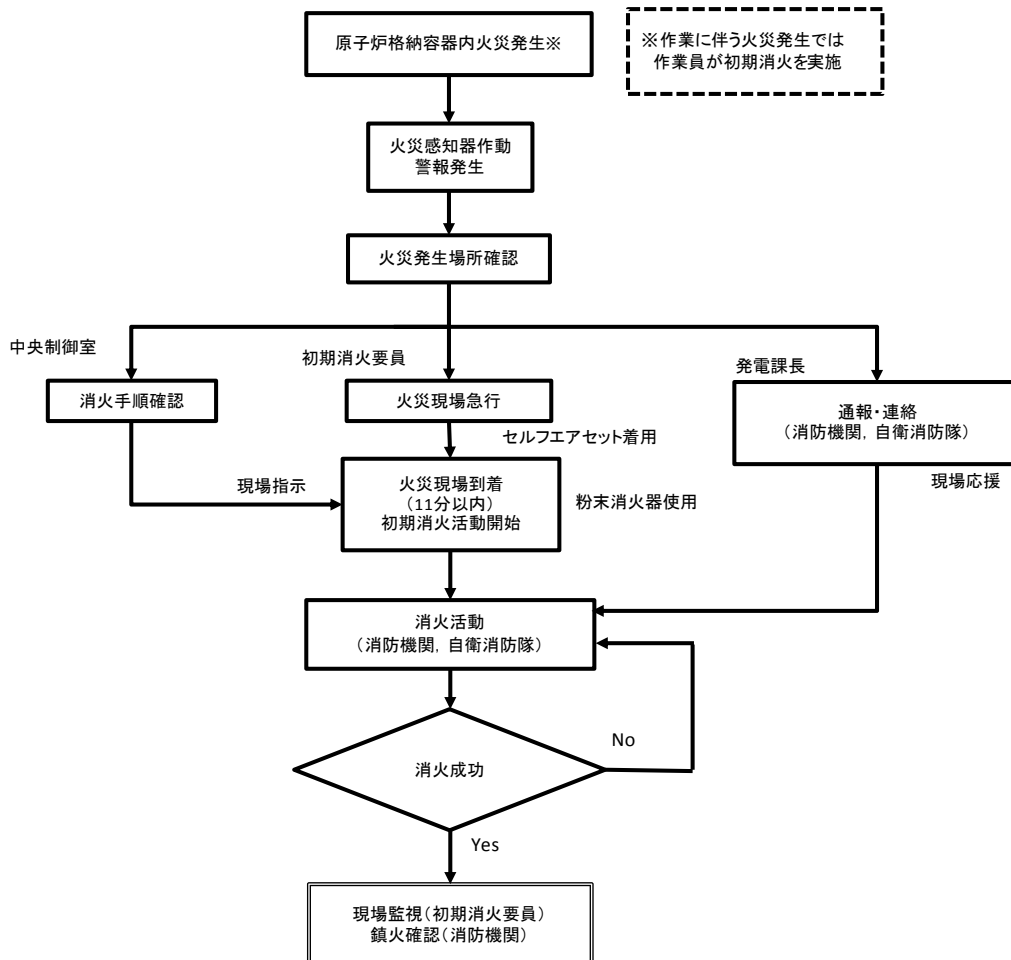 原子炉格納容器内火災発生※
※作業に伴う火災発生では
作業員が初期消火を実施
火災感知器作動
警報発生
火災発生場所確認
中央制御室
初期消火要員
発電課長
消火手順確認
火災現場急行
通報・連絡
(消防機関，自衛消防隊)
セルフエアセット着用
現場応援
現場指示
火災現場到着
(11分以内)
初期消火活動開始
粉末消火器使用
消火活動
(消防機関，自衛消防隊)
消火成功
No
Yes
現場監視(初期消火要員)
鎮火確認(消防機関)